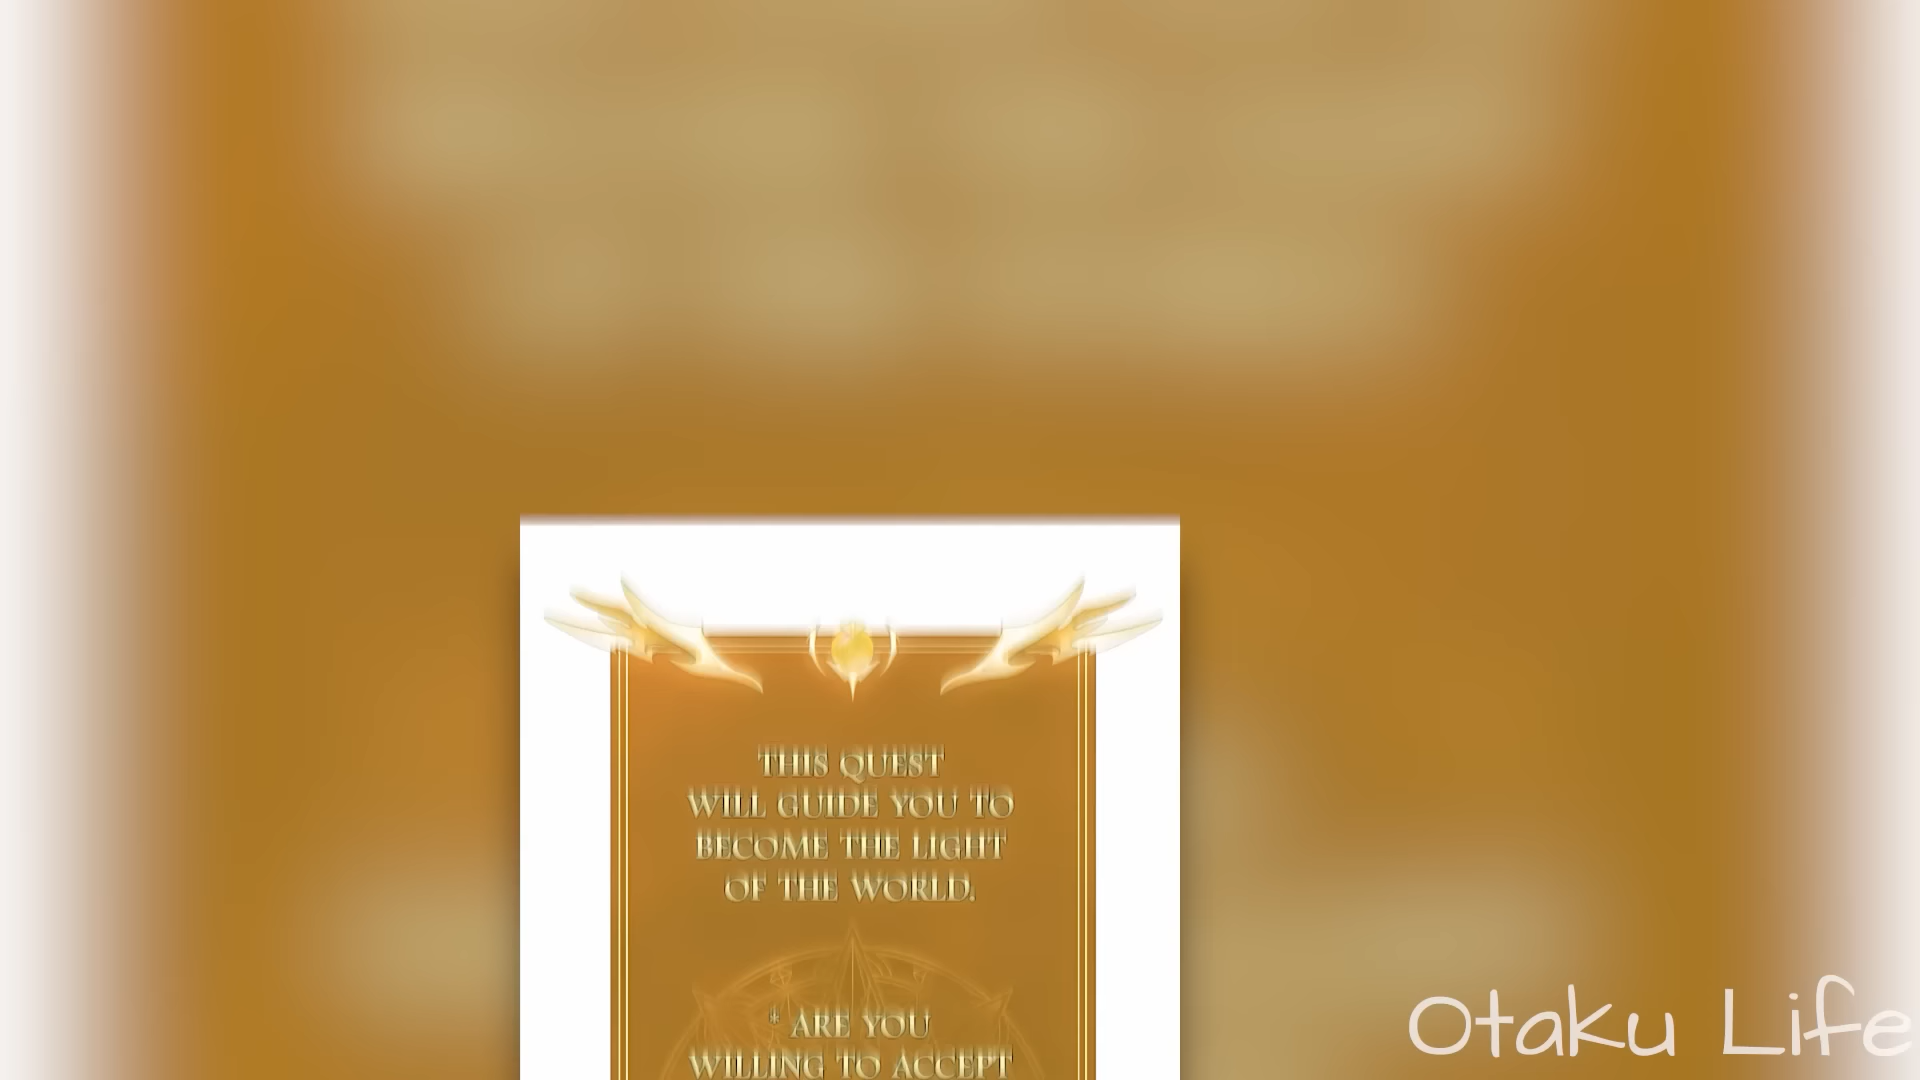 THIS QUEST
WILL GUIDE YOU TO
BECOME THE LIGHT
OF THE WORLD.
* ARE YOU
WILLING TO ACCEPT
Otaku Life